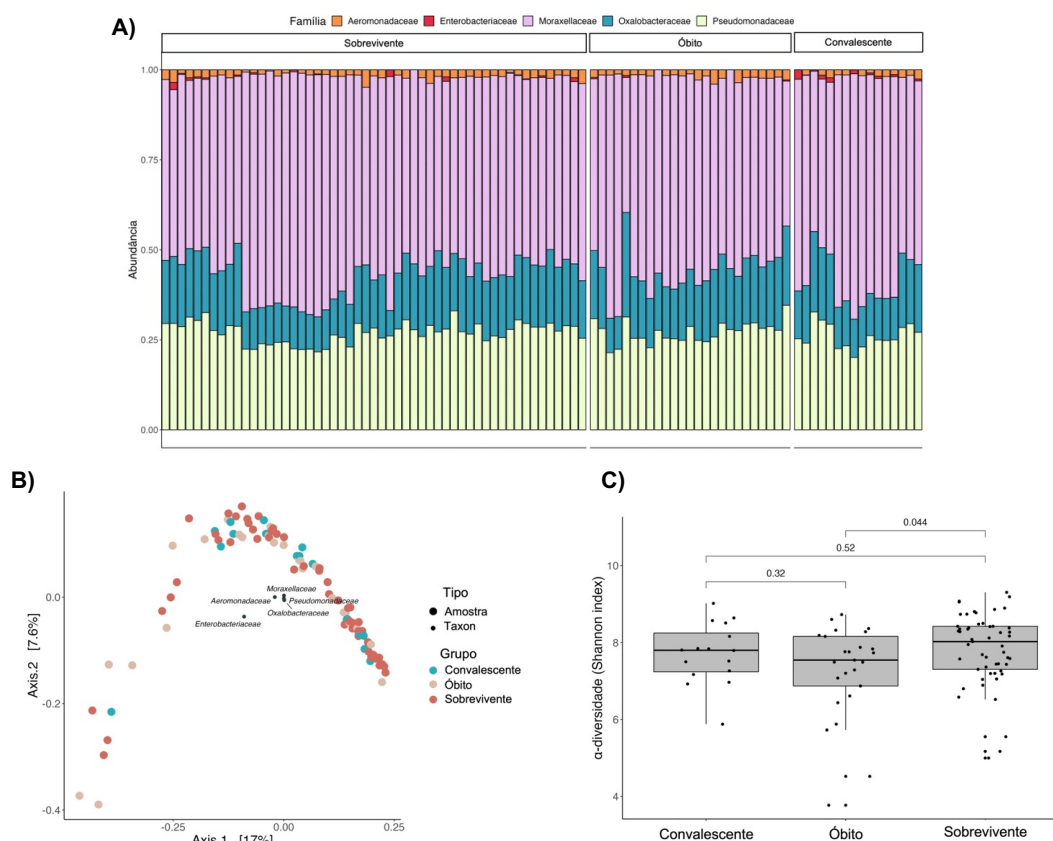 A)
Família Aeromonadaceae Enterobacteriaceae Moraxellaceae Oxalobacteraceae Pseudomonadaceae
Sobrevivente Óbito Convalescente
1.00
0.75
0.50
0.25
0.00
Abundância
B)
0.0
-0.2
-0.4
Axis.2 [7.6%]
Moraxellaceae
Aeromonadaceae Pseudomonadaceae
Oxalobacteraceae
Enterobacteriaceae
Tipo
Amostra
Taxon
Grupo
Convalescente
Óbito
Sobrevivente
-0.25 0.00 0.25
Axis.1 [17%]
C)
0.044
0.52
0.32
10
8
6
4
α-diversidade (Shannon index)
Convalescente Óbito Sobrevivente